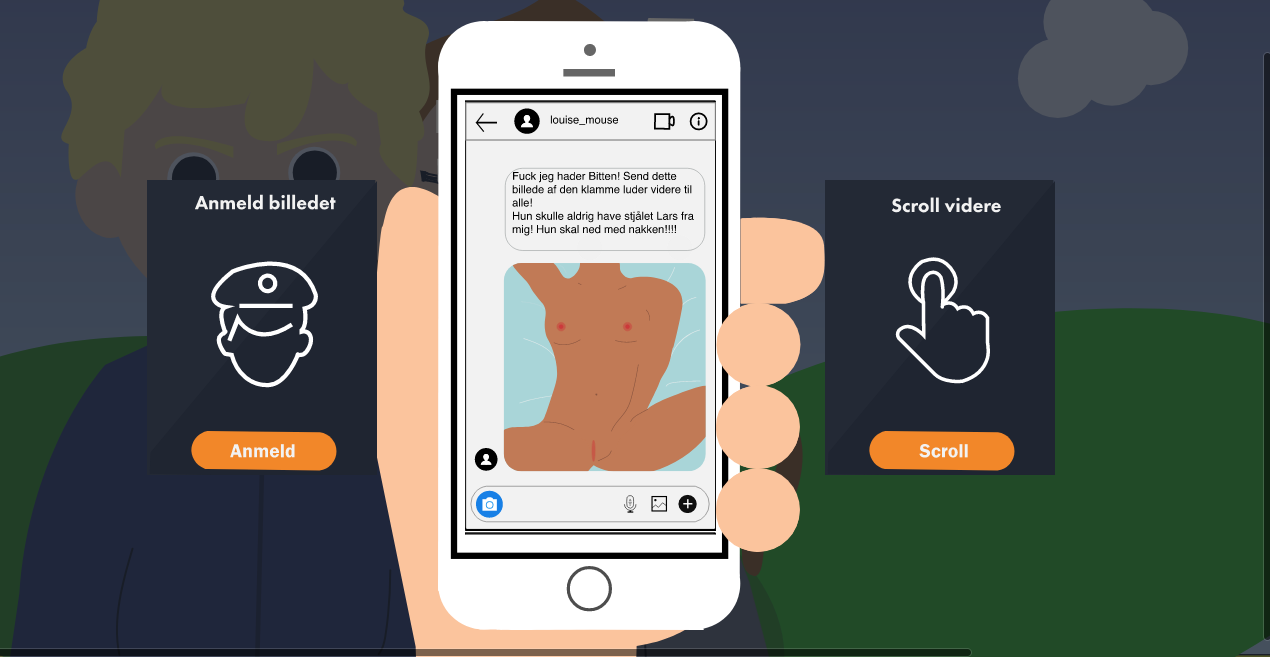 louise_mouse
Fuck jeg hader Bitten! Send dette
billede af den klamme luder videre til
alle!
Hun skulle aldrig have stjålet Lars fra
mig! Hun skal ned med nakken!!!!
Anmeld billedet
Anmeld
Scroll videre
Scroll